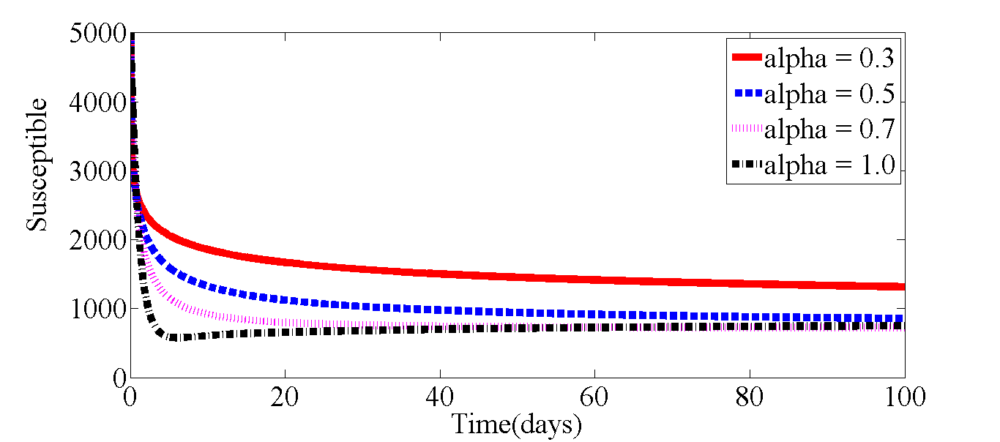 5000
4000
3000
2000
1000
0
Susceptible
0 20 40 60 80 100
Time(days)
alpha = 0.3
alpha = 0.5
alpha = 0.7
alpha = 1.0